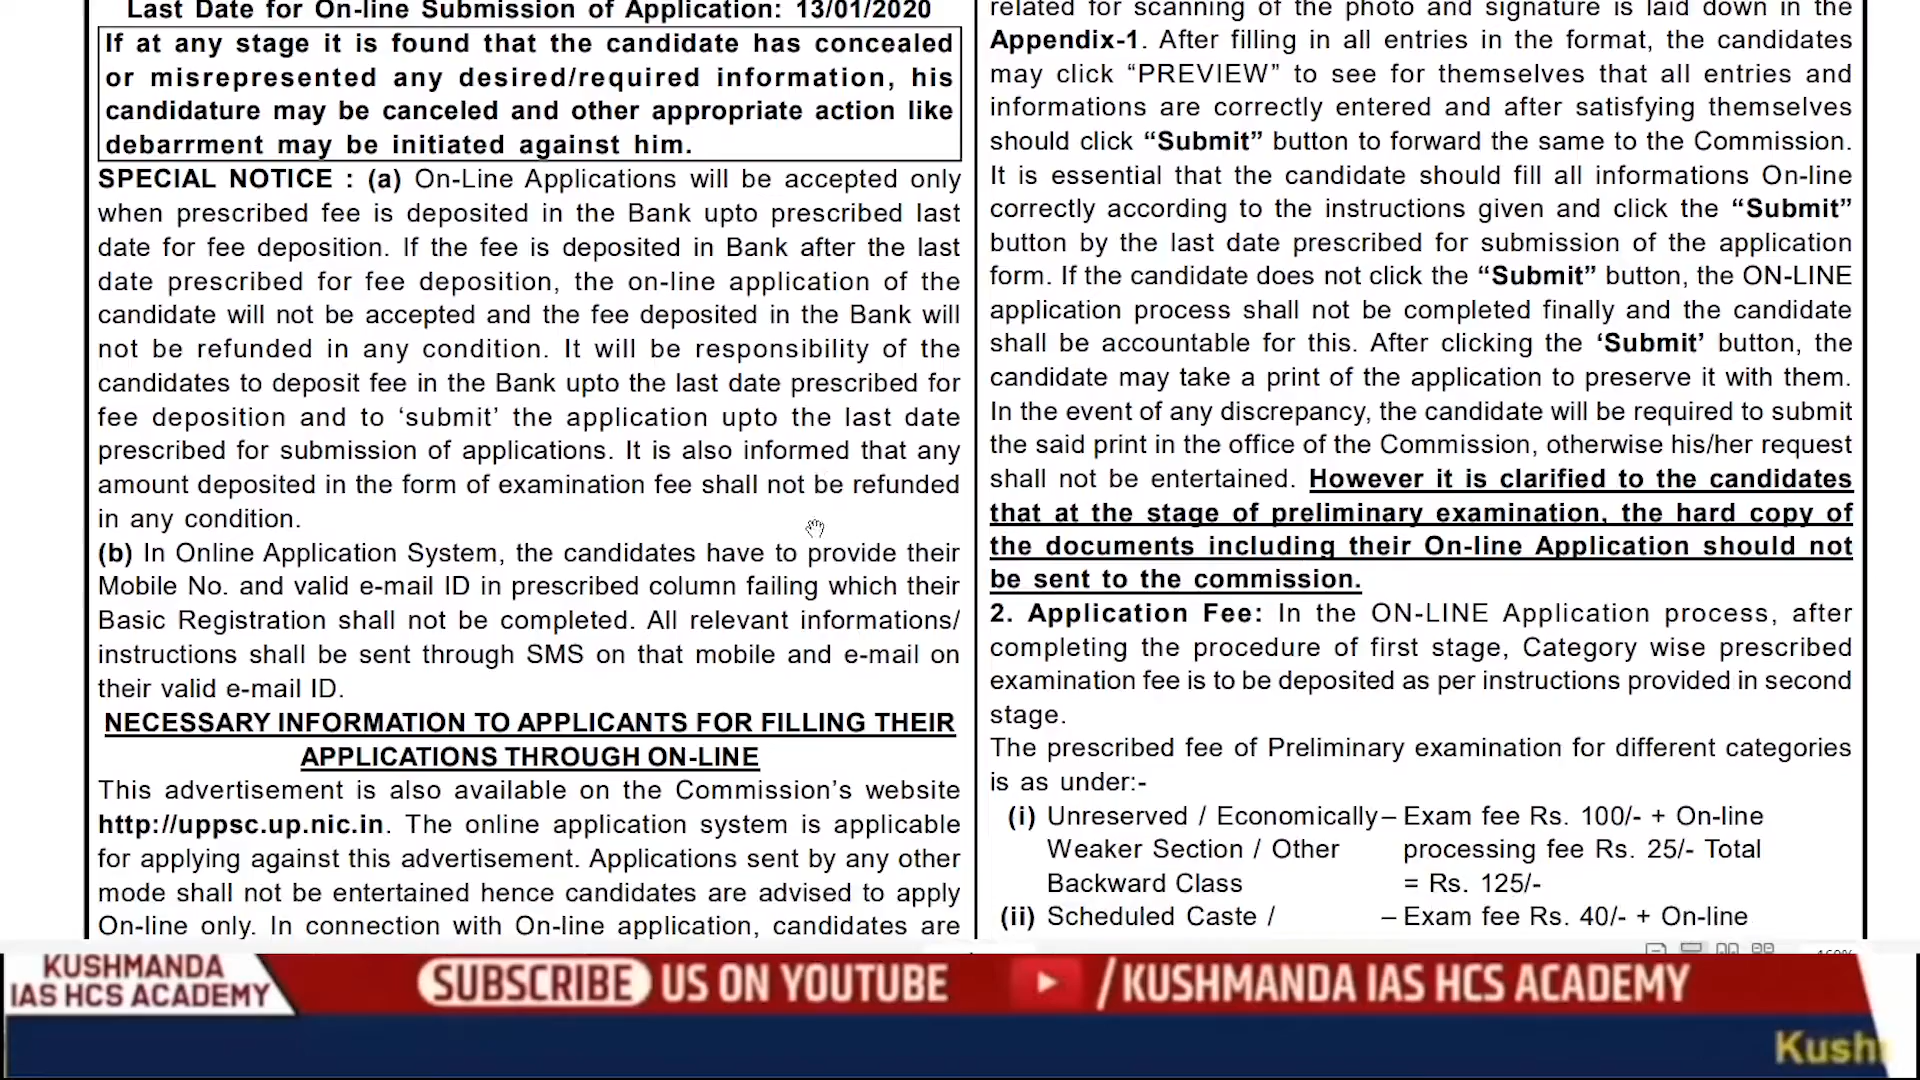 Last Date for On-line Submission of Application: 13/01/2020
If at any stage it is found that the candidate has concealed
or misrepresented any desired/required information, his
candidature may be canceled and other appropriate action like
debarrment may be initiated against him.
SPECIAL NOTICE : (a) On-Line Applications will be accepted only
when prescribed fee is deposited in the Bank upto prescribed last
date for fee deposition. If the fee is deposited in Bank after the last
date prescribed for fee deposition, the on-line application of the
candidate will not be accepted and the fee deposited in the Bank will
not be refunded in any condition. It will be responsibility of the
candidates to deposit fee in the Bank upto the last date prescribed for
fee deposition and to ‘submit’ the application upto the last date
prescribed for submission of applications. It is also informed that any
amount deposited in the form of examination fee shall not be refunded
in any condition.
(b) In Online Application System, the candidates have to provide their
Mobile No. and valid e-mail ID in prescribed column failing which their
Basic Registration shall not be completed. All relevant informations/
instructions shall be sent through SMS on that mobile and e-mail on
their valid e-mail ID.
NECESSARY INFORMATION TO APPLICANTS FOR FILLING THEIR
APPLICATIONS THROUGH ON-LINE
This advertisement is also available on the Commission’s website
http://uppsc.up.nic.in. The online application system is applicable
for applying against this advertisement. Applications sent by any other
mode shall not be entertained hence candidates are advised to apply
On-line only. In connection with On-line application, candidates are
related for scanning of the photo and signature is laid down in the
Appendix-1. After filling in all entries in the format, the candidates
may click “PREVIEW” to see for themselves that all entries and
informations are correctly entered and after satisfying themselves
should click “Submit” button to forward the same to the Commission.
It is essential that the candidate should fill all informations On-line
correctly according to the instructions given and click the “Submit”
button by the last date prescribed for submission of the application
form. If the candidate does not click the “Submit” button, the ON-LINE
application process shall not be completed finally and the candidate
shall be accountable for this. After clicking the ‘Submit’ button, the
candidate may take a print of the application to preserve it with them.
In the event of any discrepancy, the candidate will be required to submit
the said print in the office of the Commission, otherwise his/her request
shall not be entertained. However it is clarified to the candidates
that at the stage of preliminary examination, the hard copy of
the documents including their On-line Application should not
be sent to the commission.
2. Application Fee: In the ON-LINE Application process, after
completing the procedure of first stage, Category wise prescribed
examination fee is to be deposited as per instructions provided in second
stage.
The prescribed fee of Preliminary examination for different categories
is as under:-
(i) Unreserved / Economically – Exam fee Rs. 100/- + On-line
Weaker Section / Other processing fee Rs. 25/- Total
Backward Class = Rs. 125/-
(ii) Scheduled Caste / – Exam fee Rs. 40/- + On-line
KUSHMANDA
IAS HCS ACADEMY
SUBSCRIBE US ON YOUTUBE
/KUSHMANDA IAS HCS ACADEMY
Kush